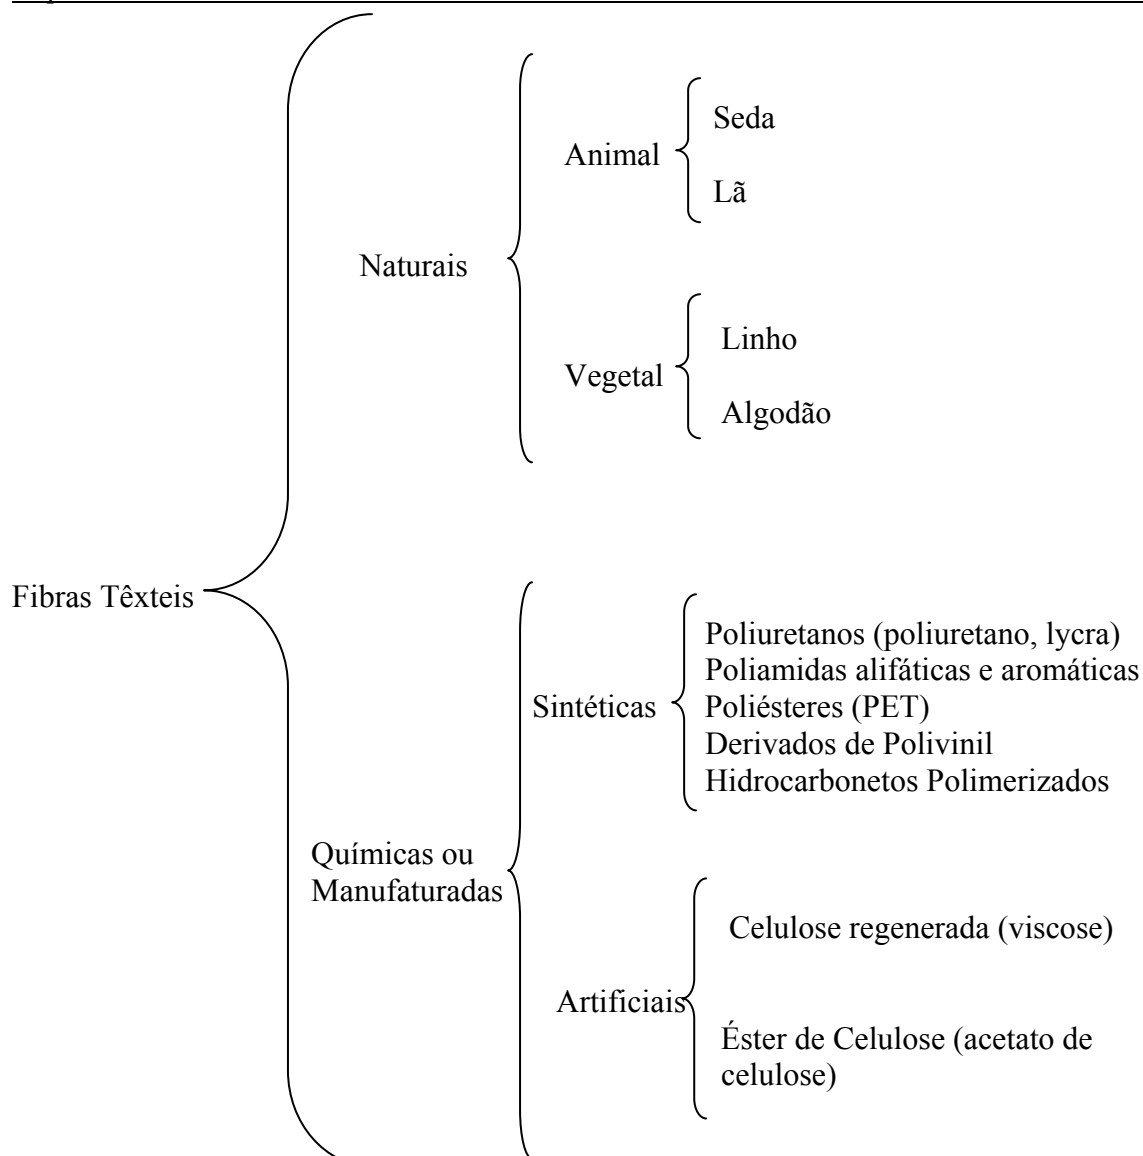 Seda
Animal
Lã
Naturais
Linho
Vegetal
Algodão
Fibras Têxteis
Poliuretanos (poliuretano, lycra)
Poliamidas alifáticas e aromáticas
Sintéticas
Poliésteres (PET)
Derivados de Polivinil
Hidrocarbonetos Polimerizados
Químicas ou
Manufaturadas
Celulose regenerada (viscose)
Artificiais
Éster de Celulose (acetato de
celulose)